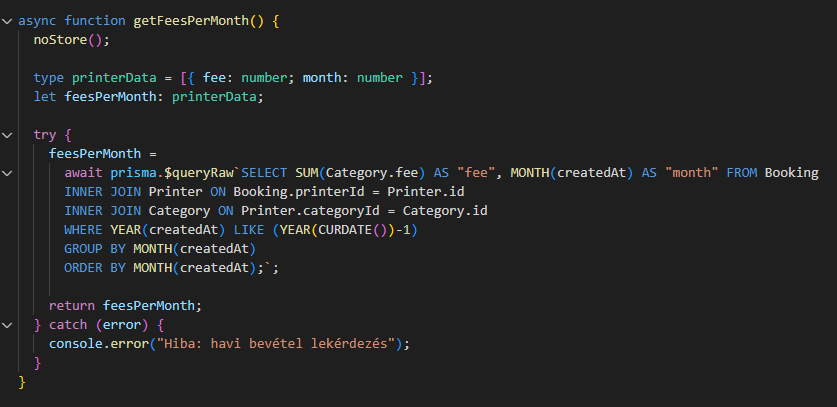 async function getFeesPerMonth() {
noStore();
type printerData = [{ fee: number; month: number }];
let feesPerMonth: printerData;
try {
feesPerMonth =
await prisma.$queryRaw`SELECT SUM(Category.fee) AS "fee", MONTH(createdAt) AS "month" FROM Booking
INNER JOIN Printer ON Booking.printerId = Printer.id
INNER JOIN Category ON Printer.categoryId = Category.id
WHERE YEAR(createdAt) LIKE (YEAR(CURDATE())-1)
GROUP BY MONTH(createdAt)
ORDER BY MONTH(createdAt);`;
return feesPerMonth;
} catch (error) {
console.error("Hiba: havi bevétel lekérdezés");
}
}